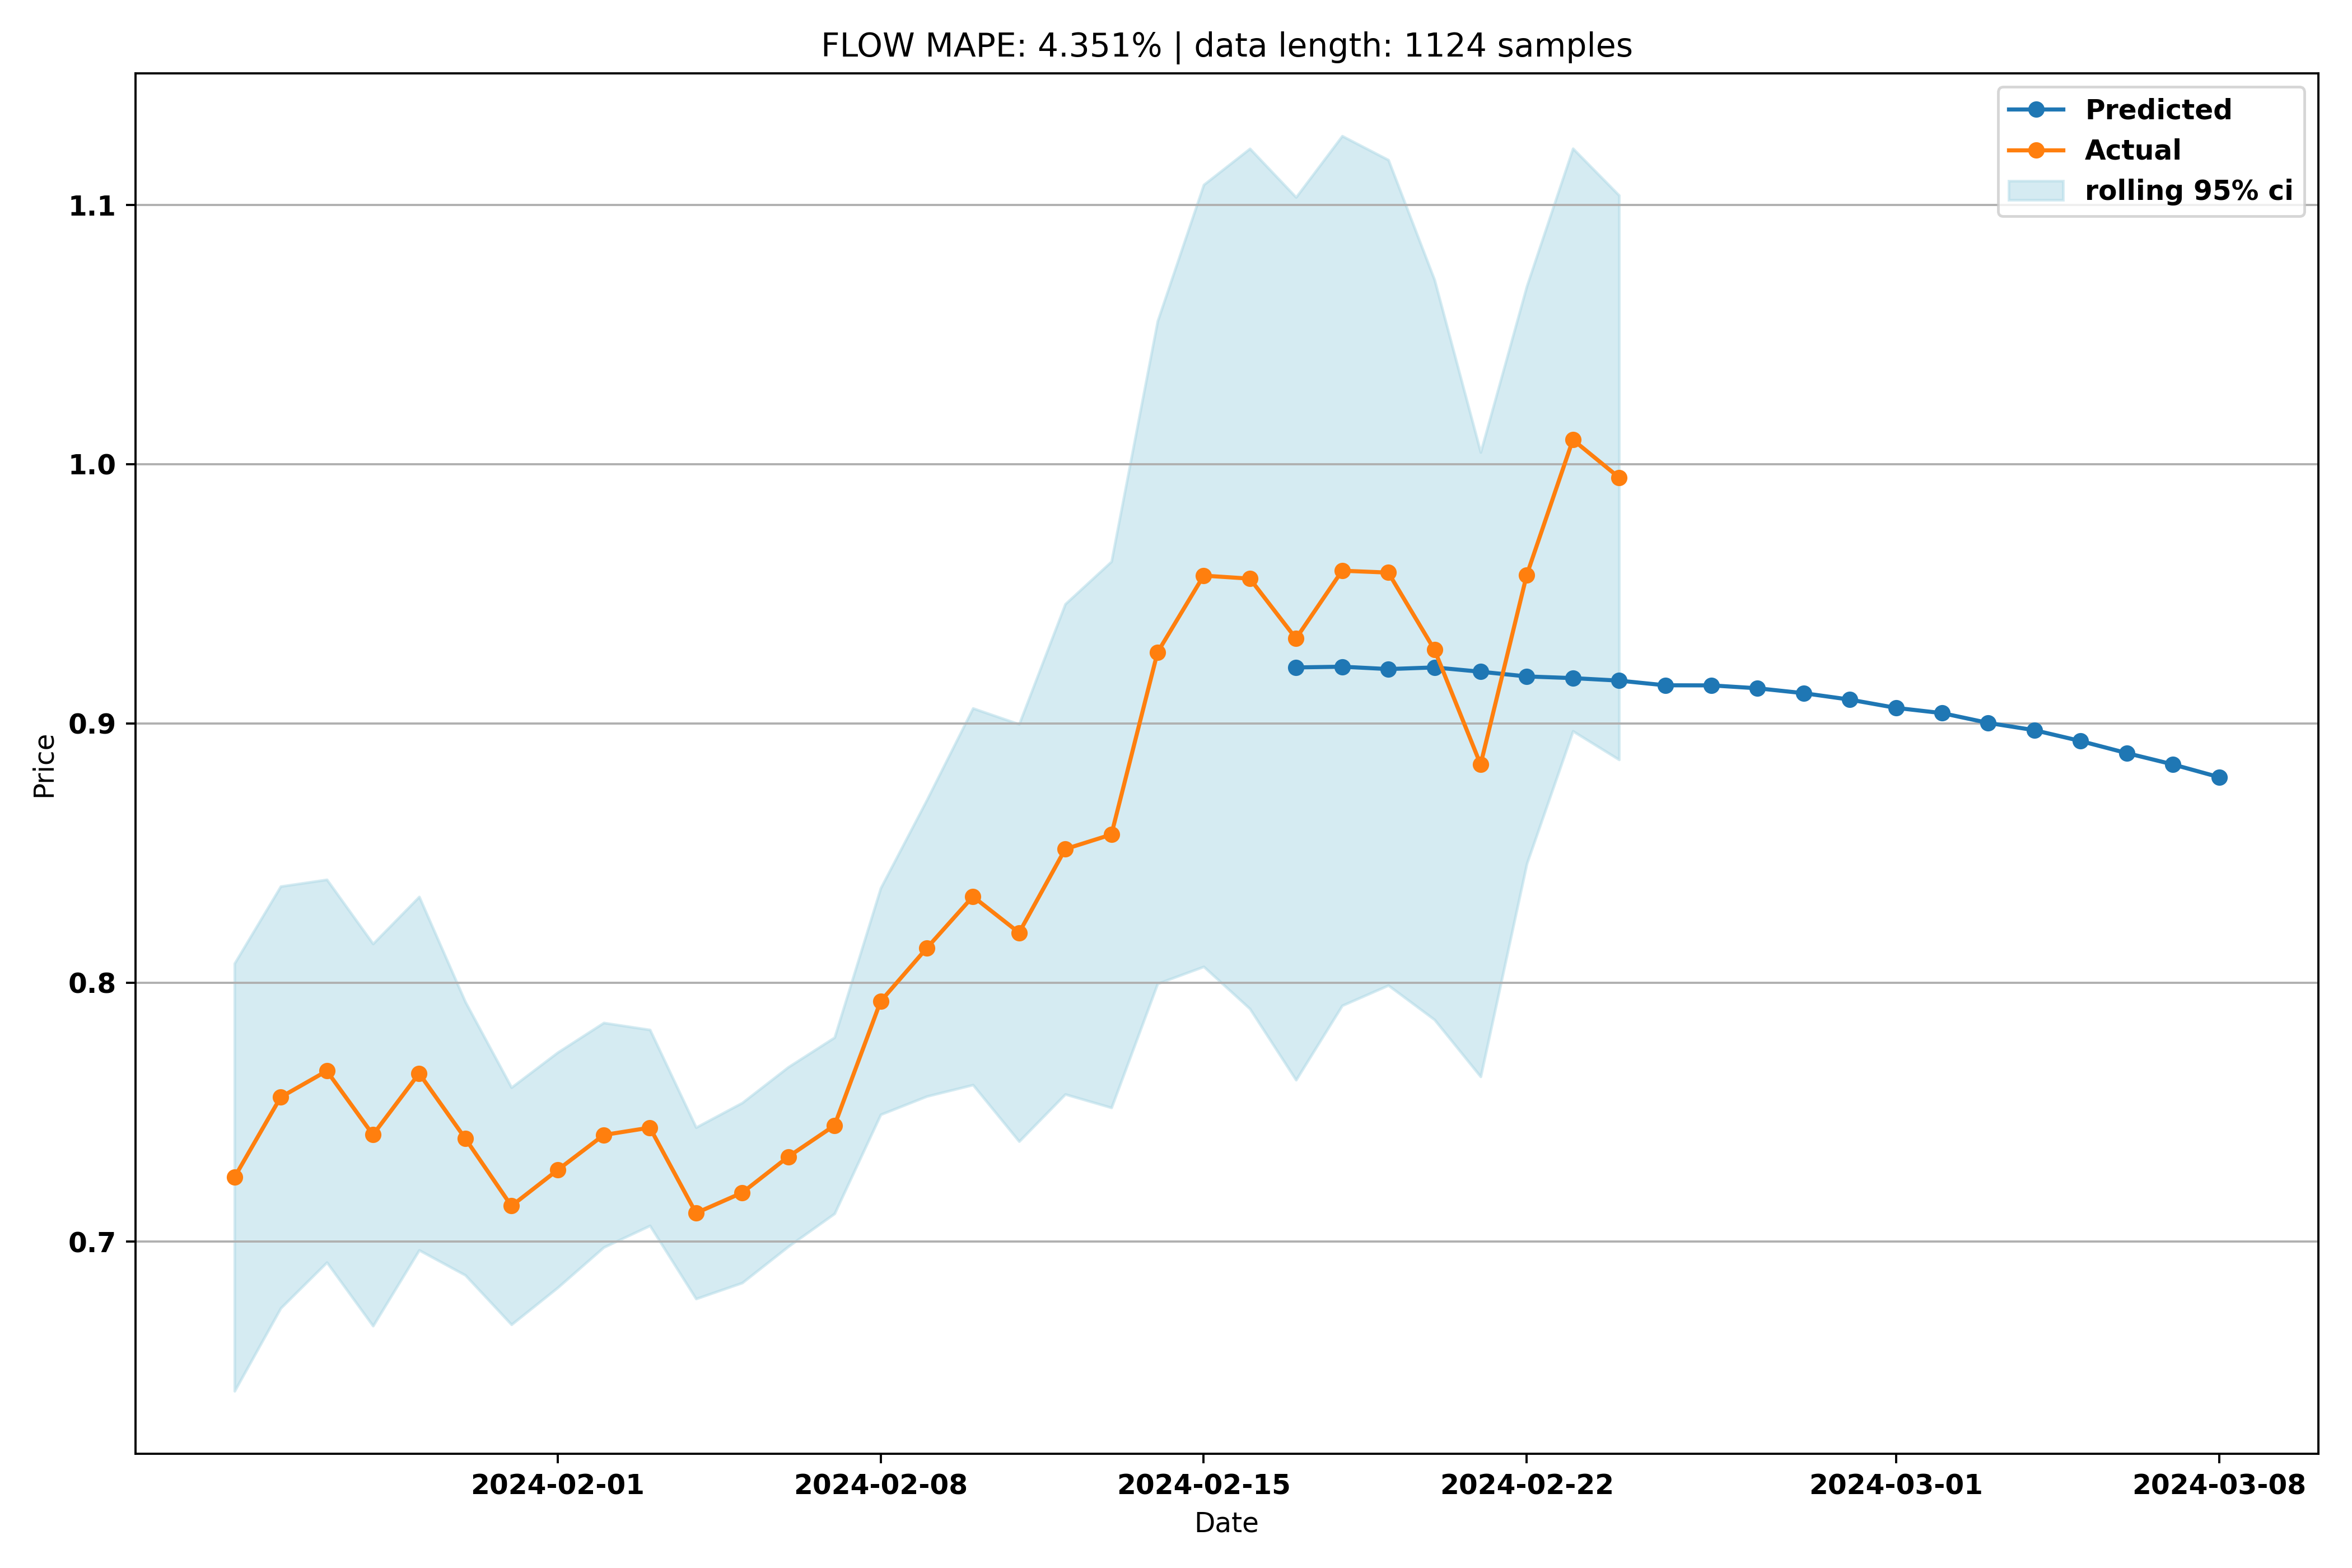 FLOW MAPE: 4.351% | data length: 1124 samples
Predicted
Actual
rolling 95% ci
1.1
1.0
0.9
0.8
0.7
Price
2024-02-01 2024-02-08 2024-02-15 2024-02-22 2024-03-01 2024-03-08
Date